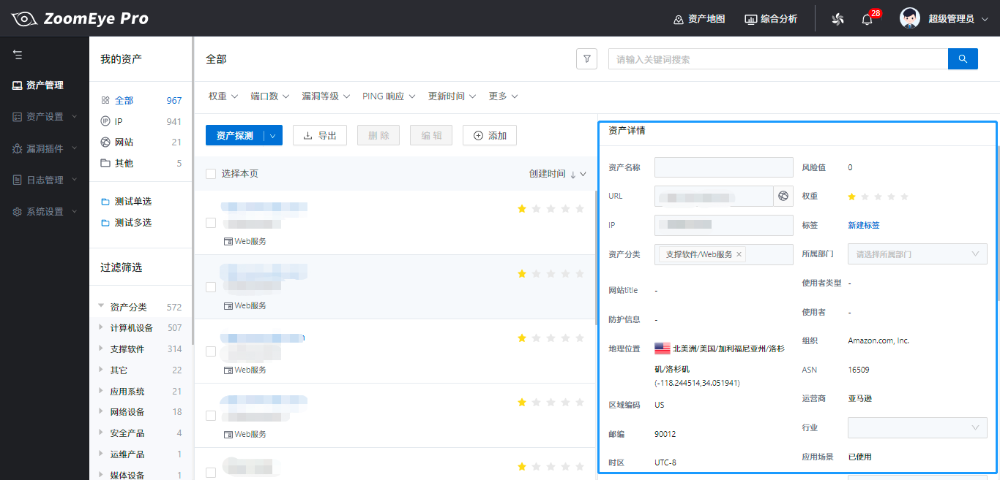 ZoomEye Pro
资产地图
综合分析
28
超级管理员
资产管理
资产设置
漏洞插件
日志管理
系统设置
我的资产
全部 967
IP 941
网站 21
其他 5
测试单选
测试多选
过滤筛选
资产分类 572
计算机设备 507
支撑软件 314
其它 22
应用系统 21
网络设备 18
安全产品 4
运维产品 1
媒体设备 1
全部
请输入关键词搜索
权重 端口数 漏洞等级 PING 响应 更新时间 更多
资产探测 导出 删 除 编 辑 添加
选择本页 创建时间
Web服务
Web服务
Web服务
Web服务
资产详情
资产名称
URL
IP
资产分类 支撑软件/Web服务 ×
网站title -
防护信息 -
地理位置 北美洲/美国/加利福尼亚州/洛杉
矶/洛杉矶
(-118.244514,34.051941)
区域编码 US
邮编 90012
时区 UTC-8
风险值 0
权重
标签 新建标签
所属部门 请选择所属部门
使用者类型 -
使用者 -
组织 Amazon.com, Inc.
ASN 16509
运营商 亚马逊
行业
应用场景 已使用